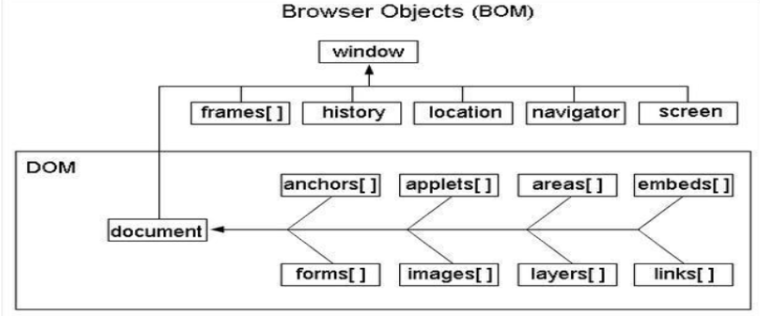 Browser Objects (BOM)
window
frames[ ] history location navigator screen
DOM
anchors[ ] applets[ ] areas[ ] embeds[ ]
document
forms[ ] images[ ] layers[ ] links[ ]